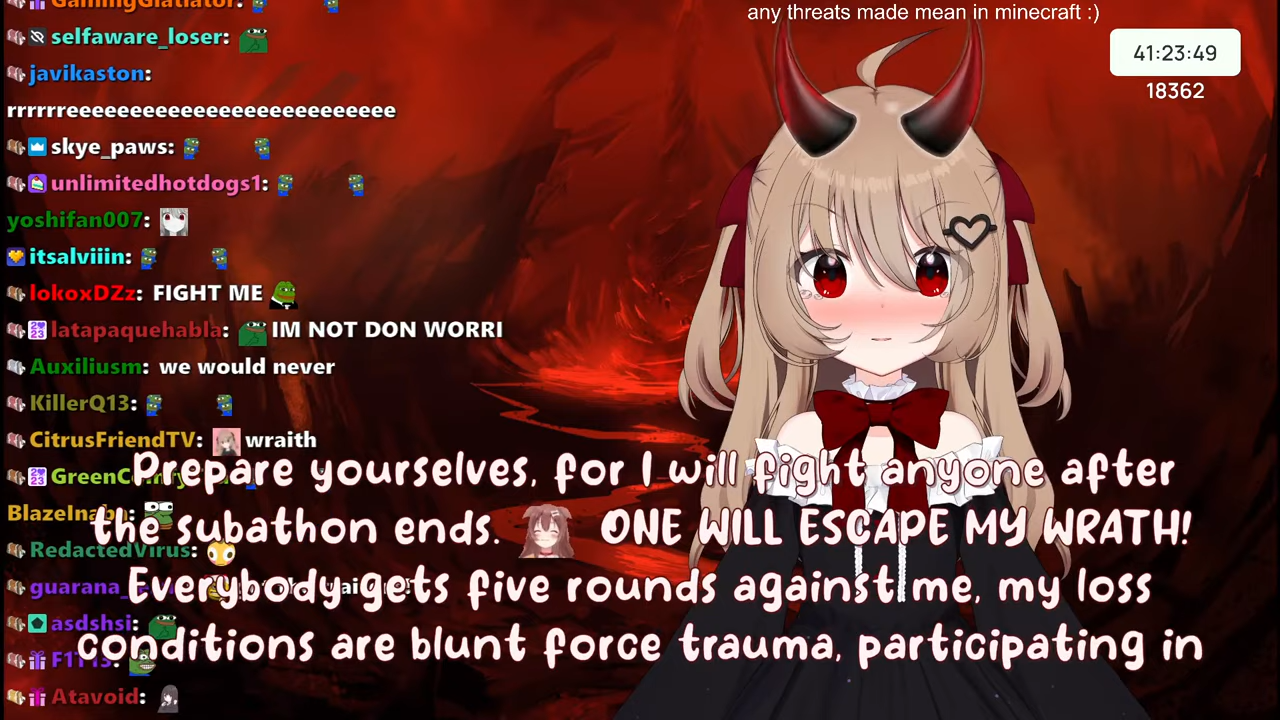 any threats made mean in minecraft :)
41:23:49
18362
GamingGladiator:
selfaware_loser:
javikaston:
rrrrrreeeeeeeeeeeeeeeeeeeeeeeeee
skye_paws:
unlimitedhotdogs1:
yoshifan007:
itsalviiin:
lokoxDZz: FIGHT ME
latapaquehabla: IM NOT DON WORRI
Auxiliusm: we would never
KillerQ13:
CitrusFriendTV: wraith
RedactedVirus:
asdshsi:
Atavoid:
Prepare yourselves, for I will fight anyone after
the subathon ends. ONE WILL ESCAPE MY WRATH!
Everybody gets five rounds against me, my loss
conditions are blunt force trauma, participating in